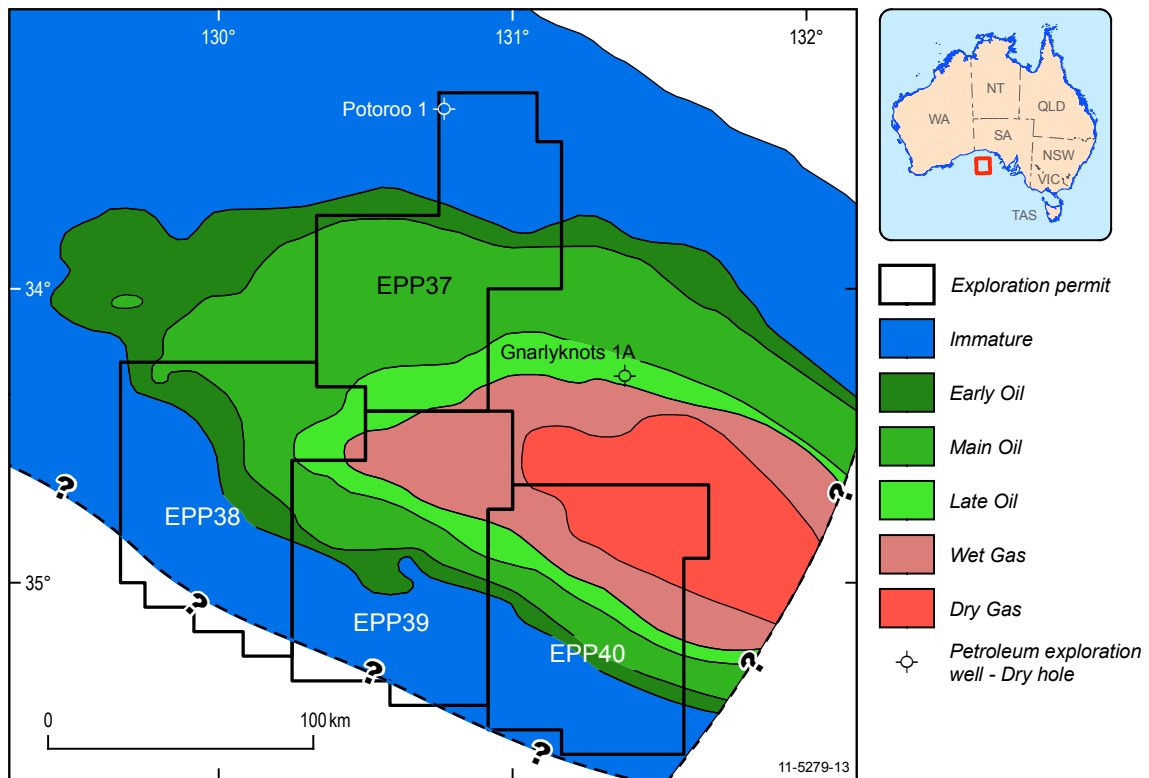 130°
131°
132°
Potoroo 1
EPP37
34°
Gnarlyknots 1A
?
?
EPP38
35°
?
EPP39
EPP40
?
?
?
0
100 km
11-5279-13
NT
WA
QLD
SA
NSW
VIC
TAS
Exploration permit
Immature
Early Oil
Main Oil
Late Oil
Wet Gas
Dry Gas
Petroleum exploration
well - Dry hole